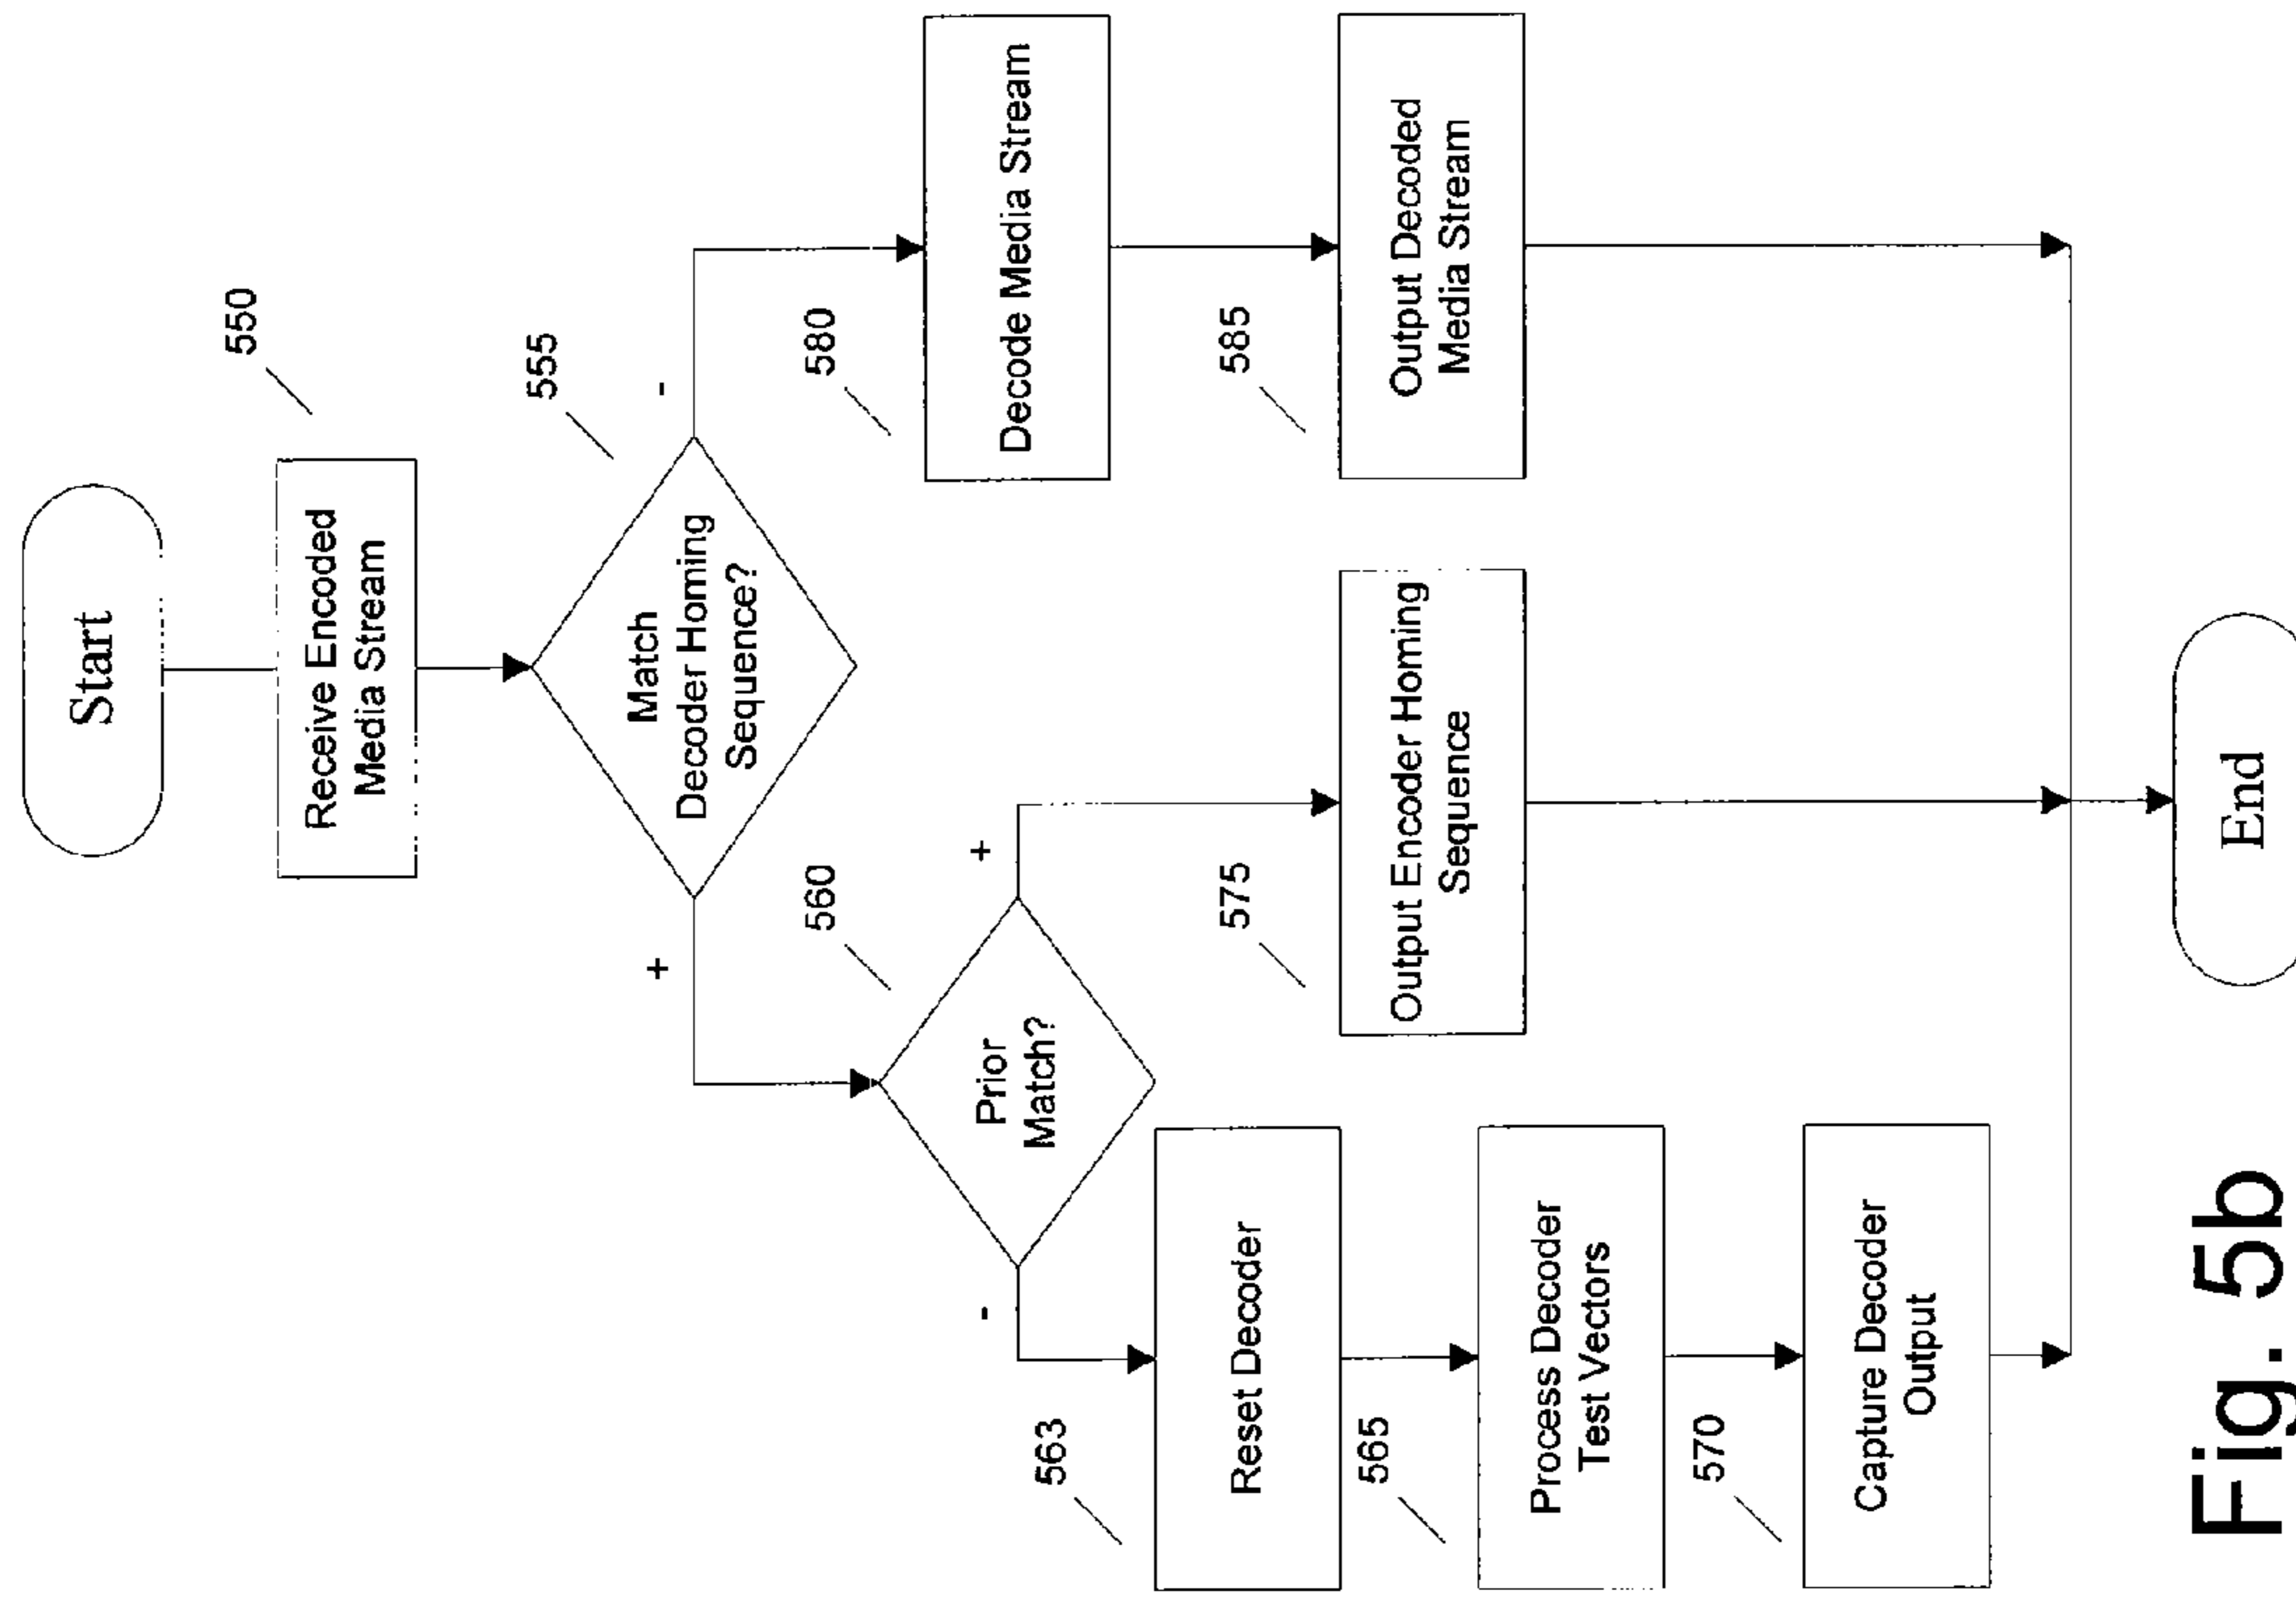 Start
550
Receive Encoded
Media Stream
555
Match
Decoder Homing
Sequence?
+
-
560
Prior
Match?
-
+
580
Decode Media Stream
563
Reset Decoder
575
Output Encoder Homing
Sequence
585
Output Decoded
Media Stream
565
Process Decoder
Test Vectors
570
Capture Decoder
Output
End
Fig. 5b